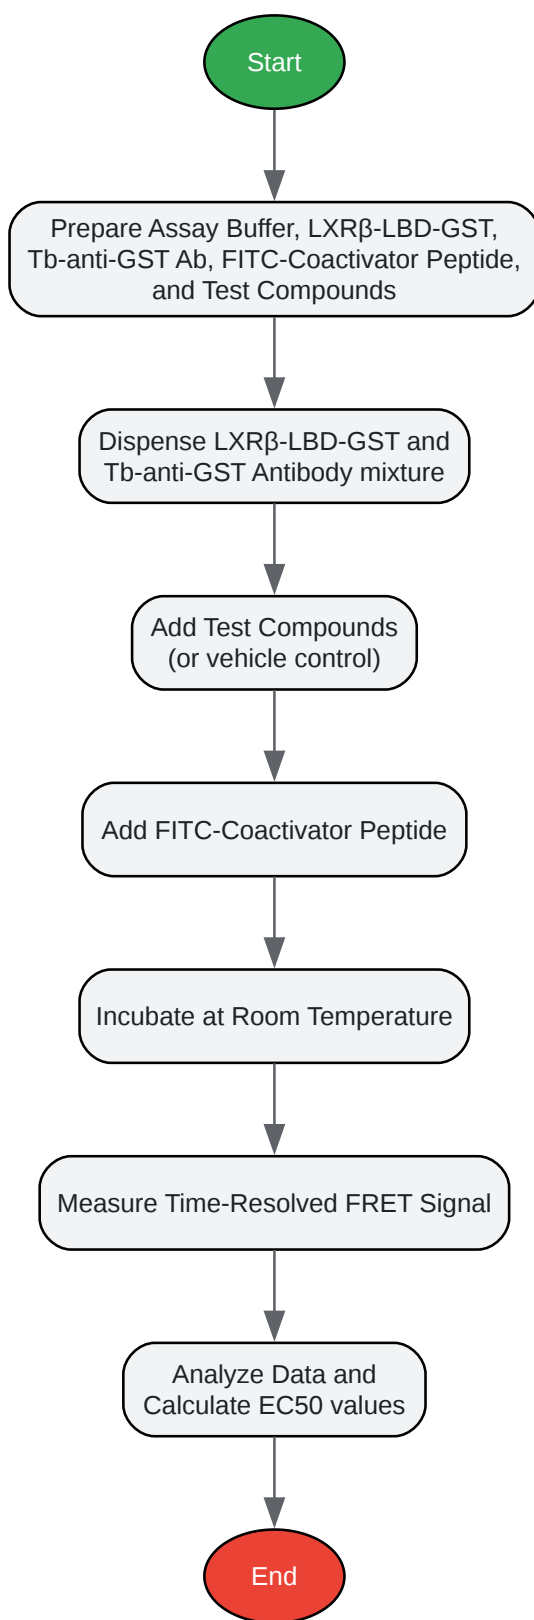 Start
Prepare Assay Buffer, LXRβ-LBD-GST,
Tb-anti-GST Ab, FITC-Coactivator Peptide,
and Test Compounds
Dispense LXRβ-LBD-GST and
Tb-anti-GST Antibody mixture
Add Test Compounds
(or vehicle control)
Add FITC-Coactivator Peptide
Incubate at Room Temperature
Measure Time-Resolved FRET Signal
Analyze Data and
Calculate EC50 values
End